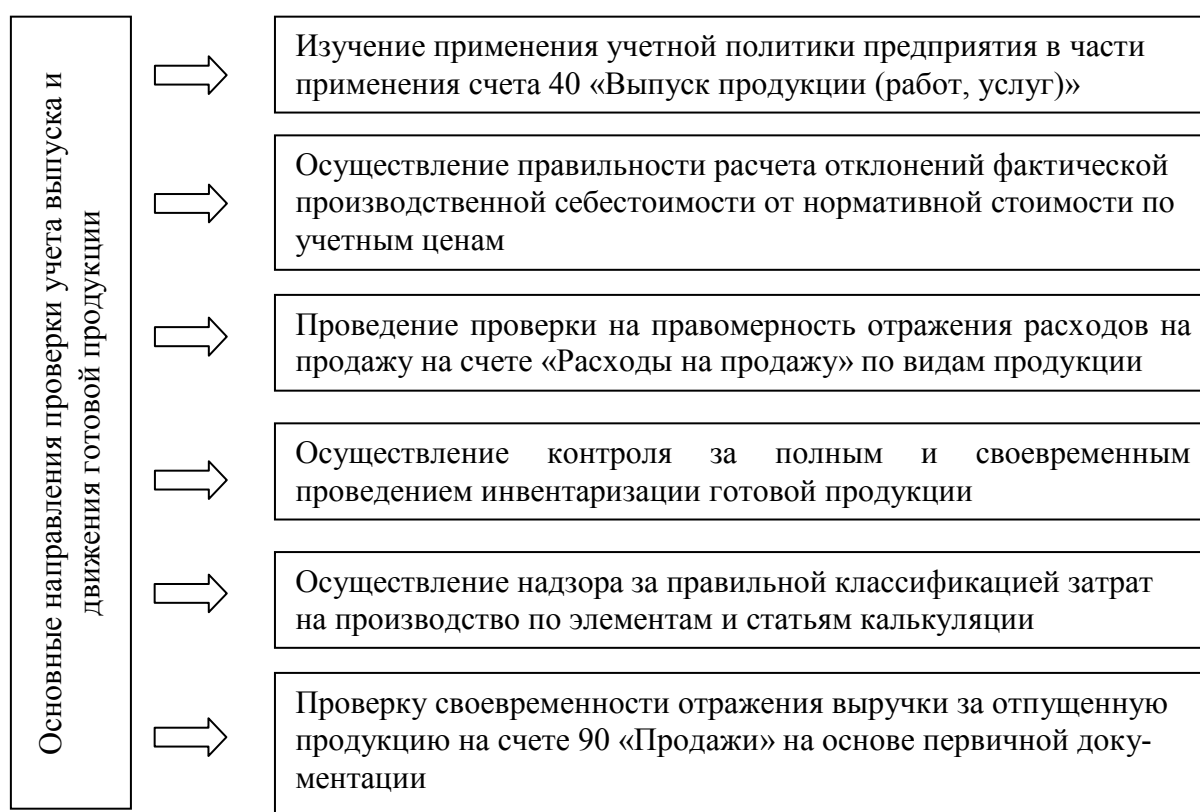 Основные направления проверки учета выпуска и
движения готовой продукции
Изучение применения учетной политики предприятия в части
применения счета 40 «Выпуск продукции (работ, услуг)»
Осуществление правильности расчета отклонений фактической
производственной себестоимости от нормативной стоимости по
учетным ценам
Проведение проверки на правомерность отражения расходов на
продажу на счете «Расходы на продажу» по видам продукции
Осуществление контроля за полным и своевременным
проведением инвентаризации готовой продукции
Осуществление надзора за правильной классификацией затрат
на производство по элементам и статьям калькуляции
Проверку своевременности отражения выручки за отпущенную
продукцию на счете 90 «Продажи» на основе первичной доку-
ментации